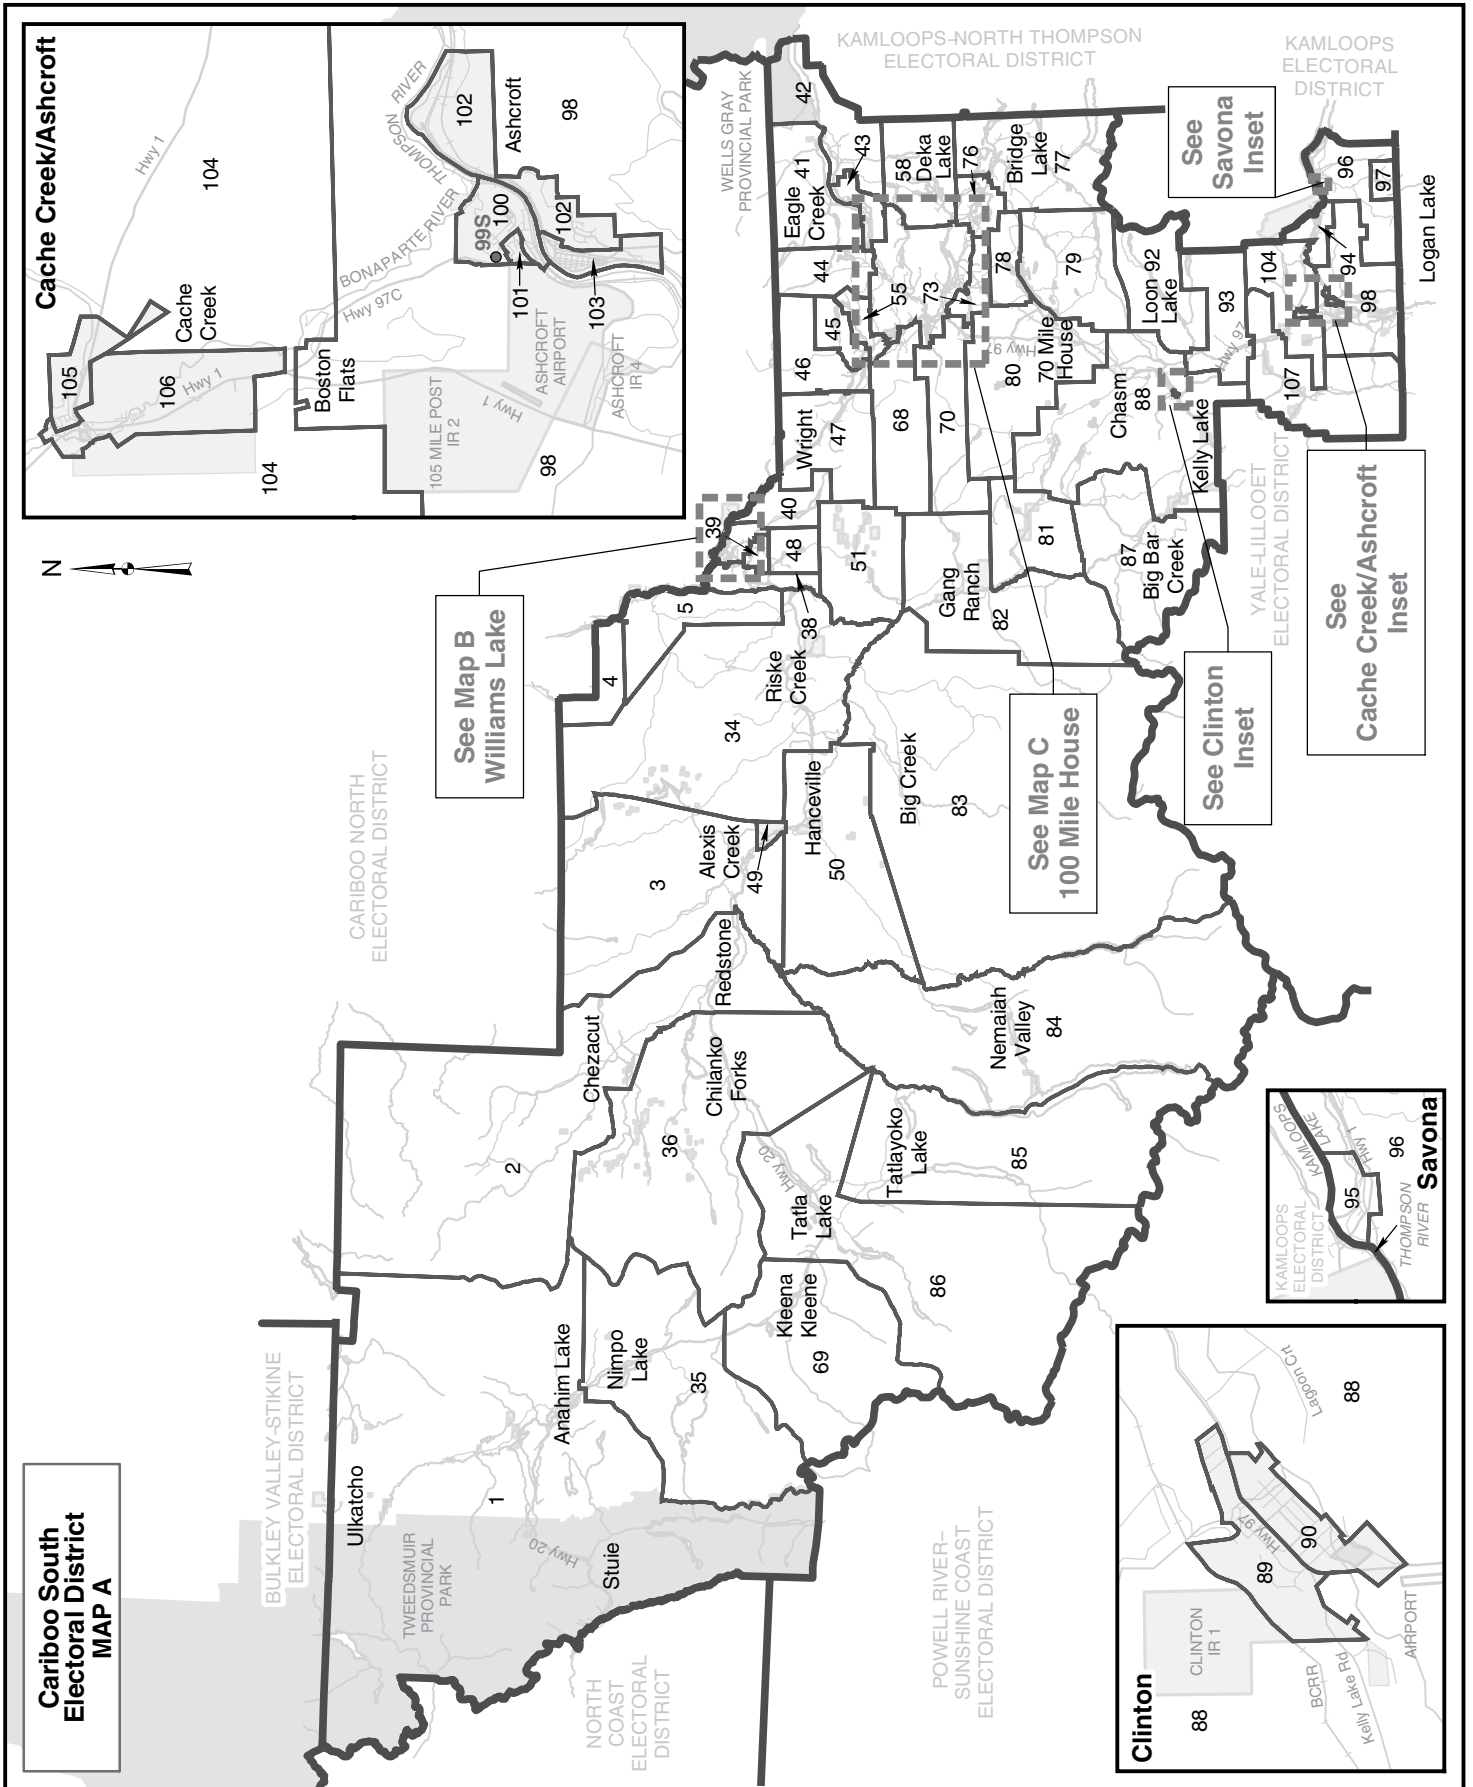 Cariboo South
Electoral District
MAP A
BULKLEY VALLEY–STIKINE
ELECTORAL DISTRICT
CARIBOO NORTH
ELECTORAL DISTRICT
NORTH
COAST
ELECTORAL
DISTRICT
POWELL RIVER–
SUNSHINE COAST
ELECTORAL DISTRICT
YALE-LILLOOET
ELECTORAL DISTRICT
KAMLOOPS–NORTH THOMPSON
ELECTORAL DISTRICT
KAMLOOPS
ELECTORAL
DISTRICT
WELLS GRAY
PROVINCIAL PARK
TWEEDSMUIR
PROVINCIAL
PARK
N
See Map B
Williams Lake
See Map C
100 Mile House
See Clinton
Inset
See
Cache Creek/Ashcroft
Inset
See
Savona
Inset
Ulkatcho
1
Stuie
Hwy 20
Anahim Lake
Nimpo
Lake
35
2
Chezacut
36
Chilanko
Forks
Redstone
Hwy 20
Tatla
Lake
Kleena
Kleene
69
86
Tatlayoko
Lake
85
Nemaiah
Valley
84
3
Alexis
Creek
49
Hanceville
50
Big Creek
83
34
4
5
Riske
Creek
38
39
40
48
51
Gang
Ranch
82
81
87
Big Bar
Creek
Wright
47
46
45
44
Eagle
Creek
41
42
43
58
Deka
Lake
76
Bridge
Lake
77
55
73
68
70
78
79
80
70 Mile
House
Hwy 97
Chasm
88
Loon
Lake
92
93
Kelly Lake
Hwy 97
104
107
94
96
97
98
Logan Lake
Cache Creek/Ashcroft
Hwy 1
104
105
106
Hwy 1
Cache
Creek
104
Boston
Flats
BONAPARTE RIVER
Hwy 97C
THOMPSON
RIVER
102
Ashcroft
98
99S
100
101
102
103
105 MILE POST
IR 2
Hwy 1
ASHCROFT
AIRPORT
ASHCROFT
IR 4
98
Clinton
88
CLINTON
IR 1
89
Hwy 97
90
Lagoon Crt
88
BCRR
Kelly Lake Rd
AIRPORT
Savona
KAMLOOPS
ELECTORAL
DISTRICT
KAMLOOPS
LAKE
Hwy 1
95
96
THOMPSON
RIVER